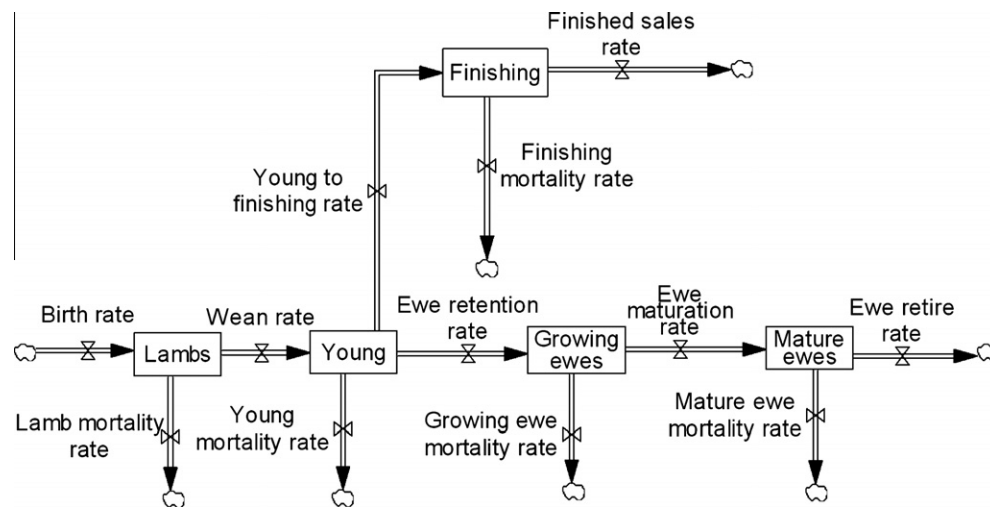 Finished sales
rate
Finishing
Finishing
mortality rate
Young to
finishing rate
Birth rate
Wean rate
Ewe retention
rate
Ewe
maturation
rate
Ewe retire
rate
Lambs
Young
Growing
ewes
Mature
ewes
Lamb mortality
rate
Young
mortality rate
Growing ewe
mortality rate
Mature ewe
mortality rate